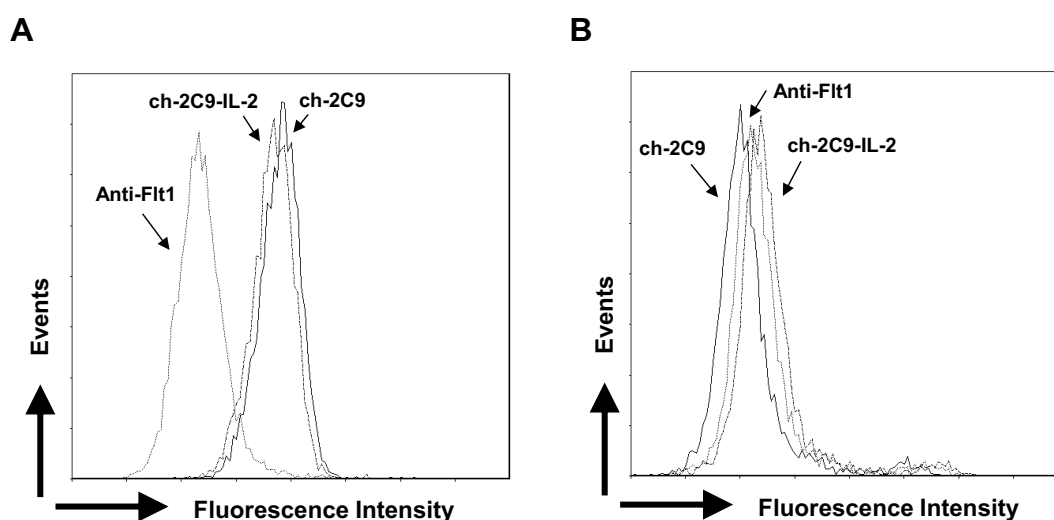 A
ch-2C9-IL-2
ch-2C9
Anti-Flt1
Events
Fluorescence Intensity
B
Anti-Flt1
ch-2C9
ch-2C9-IL-2
Events
Fluorescence Intensity